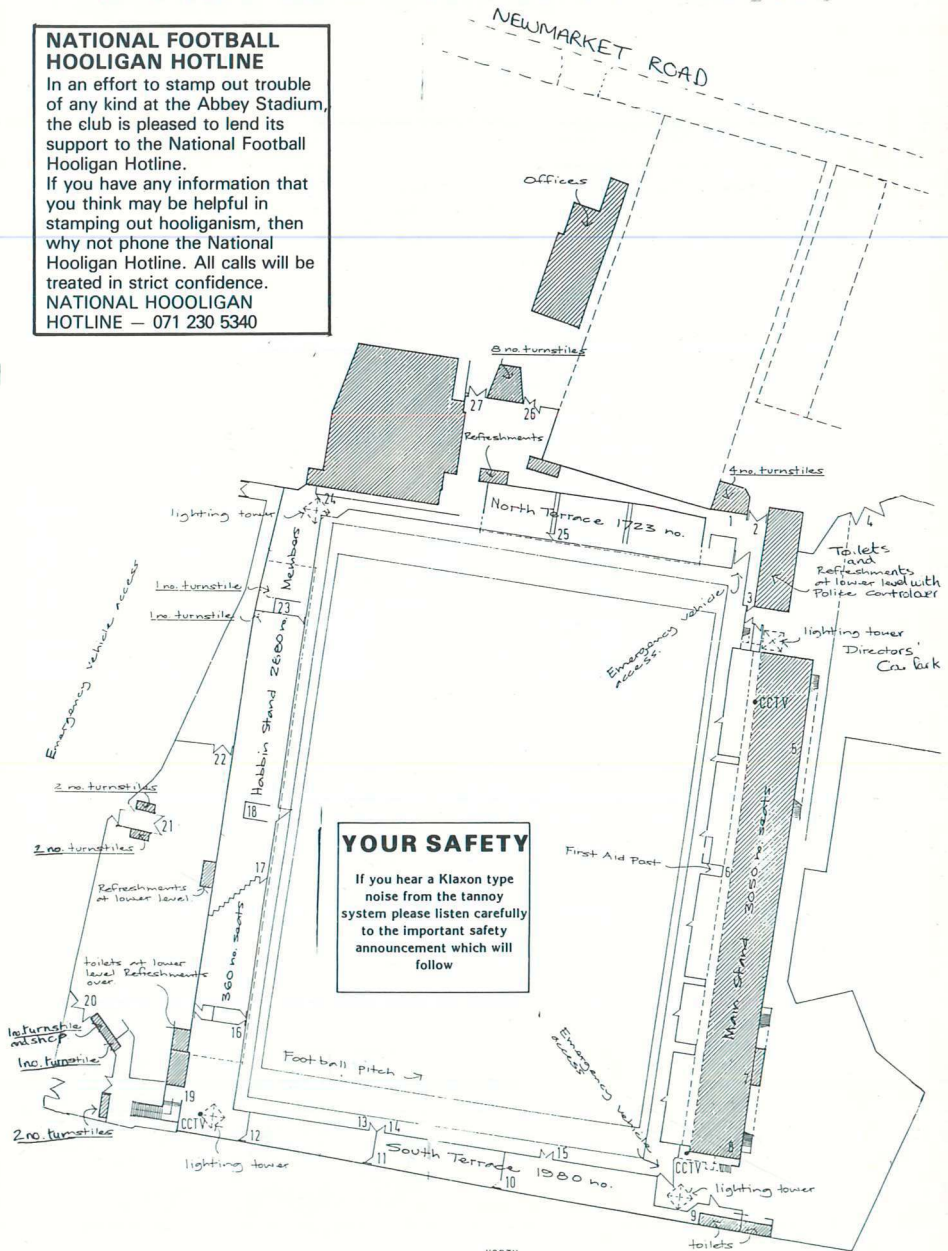 NATIONAL FOOTBALL
HOOLIGAN HOTLINE
In an effort to stamp out trouble
of any kind at the Abbey Stadium,
the club is pleased to lend its
support to the National Football
Hooligan Hotline.
If you have any information that
you think may be helpful in
stamping out hooliganism, then
why not phone the National
Hooligan Hotline. All calls will be
treated in strict confidence.
NATIONAL HOOOLIGAN
HOTLINE — 071 230 5340
NEWMARKET ROAD
Offices
8 no. turnstiles
27
26
Refreshments
4 no. turnstiles
lighting tower
24
North Terrace 1723 no.
25
1
2
4
Toilets
and
Refreshments
at lower level with
Police Controlaer
Members
1 no. turnstile
23
1 no. turnstile
3
Emergency vehicle
access.
lighting tower
Directors'
Car Park
Emergency vehicle access
Habbin Stand 2680 no.
CCTV
5
22
2 no. turnstiles
21
2 no. turnstiles
18
17
Refreshments
at lower level
360 no. seats
YOUR SAFETY
If you hear a Klaxon type
noise from the tannoy
system please listen carefully
to the important safety
announcement which will
follow
First Aid Post
6
Main Stand 3050 no. seats
toilets at lower
level Refreshments
over
20
1 no. turnstile
and shop
1 no. turnstile
16
Football pitch
Emergency vehicle
access
19
CCTV
2 no. turnstiles
12
13
14
15
8
11
South Terrace 1980 no.
10
CCTV
lighting tower
lighting tower
9
toilets